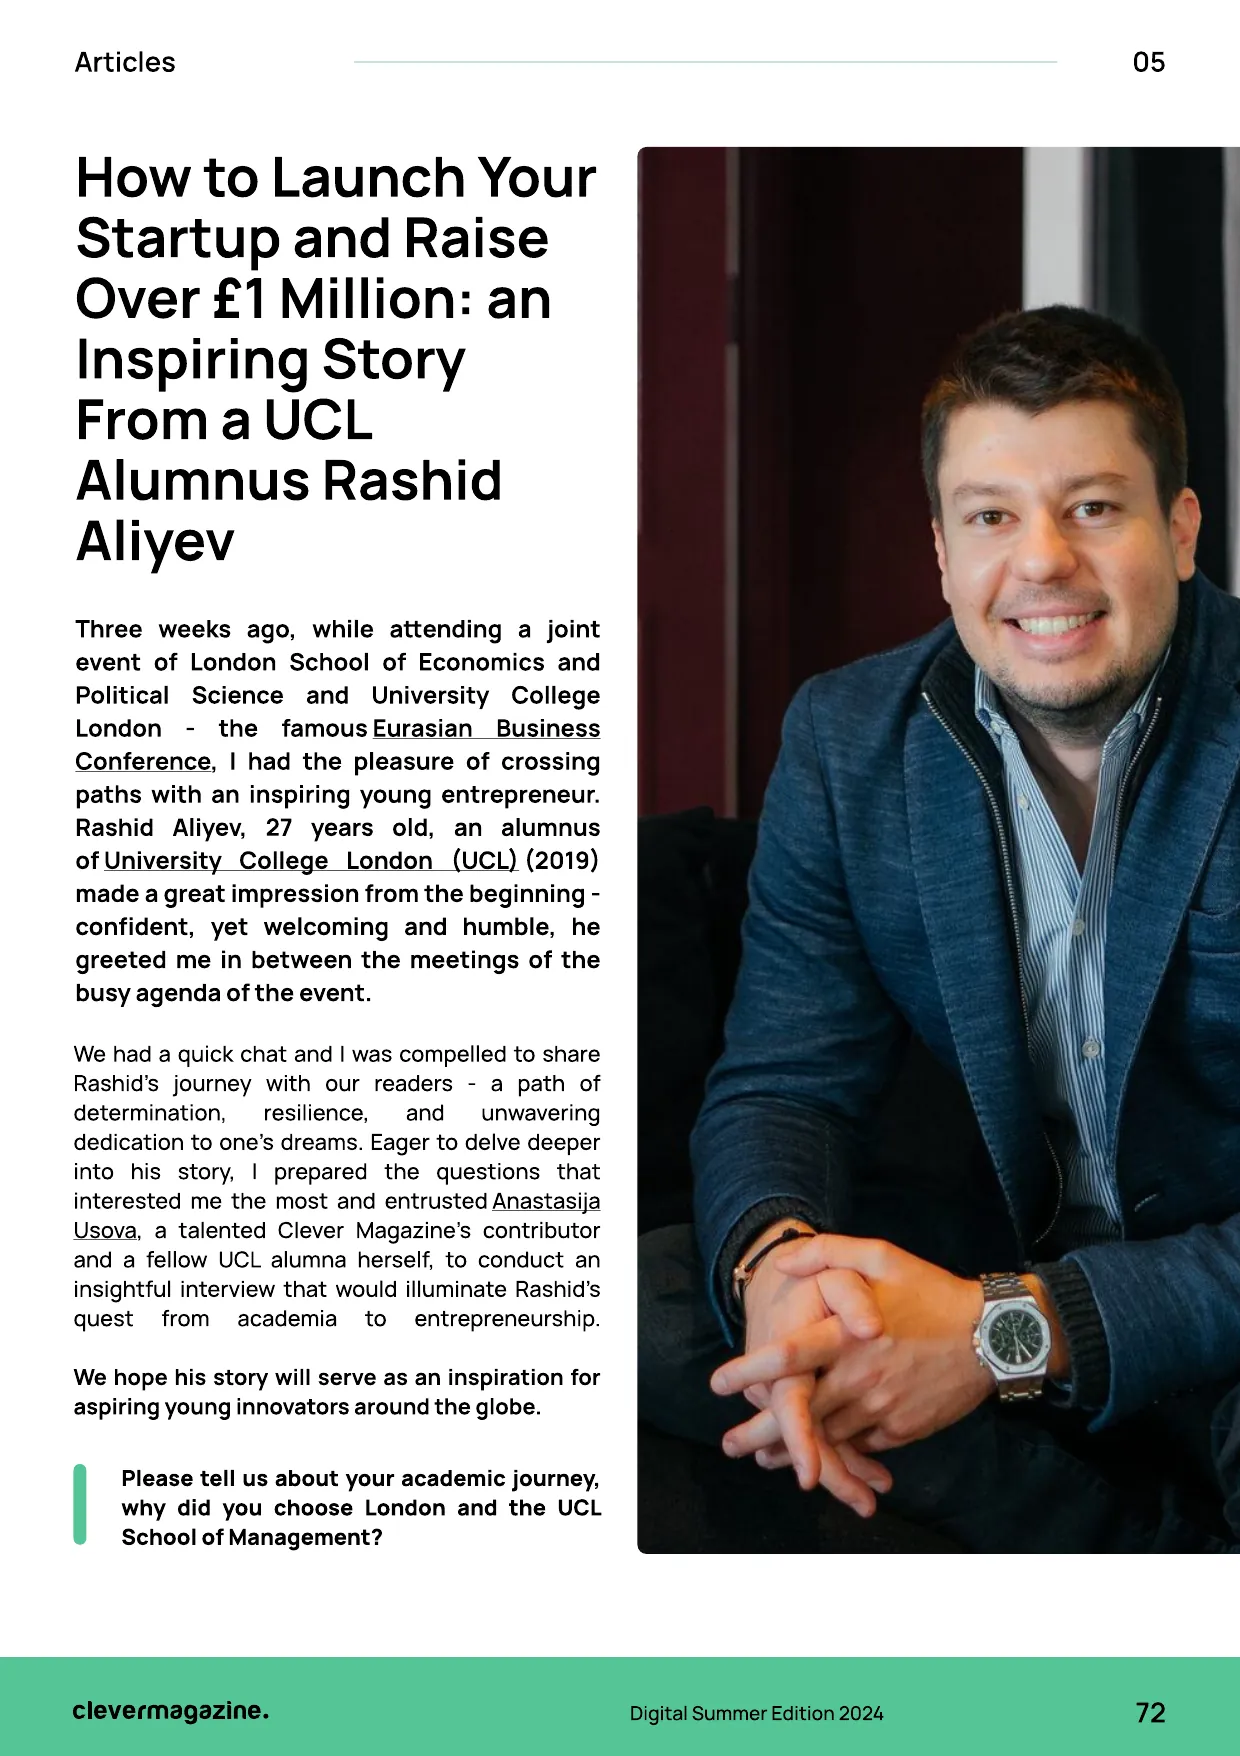 Articles
05
How to Launch Your
Startup and Raise
Over £1 Million: an
Inspiring Story
From a UCL
Alumnus Rashid
Aliyev
Three weeks ago, while attending a joint
event of London School of Economics and
Political Science and University College
London - the famous Eurasian Business
Conference, I had the pleasure of crossing
paths with an inspiring young entrepreneur.
Rashid Aliyev, 27 years old, an alumnus
of University College London (UCL) (2019)
made a great impression from the beginning -
confident, yet welcoming and humble, he
greeted me in between the meetings of the
busy agenda of the event.
We had a quick chat and I was compelled to share
Rashid's journey with our readers - a path of
determination, resilience, and unwavering
dedication to one's dreams. Eager to delve deeper
into his story, I prepared the questions that
interested me the most and entrusted Anastasija
Usova, a talented Clever Magazine's contributor
and a fellow UCL alumna herself, to conduct an
insightful interview that would illuminate Rashid's
quest from academia to entrepreneurship.
We hope his story will serve as an inspiration for
aspiring young innovators around the globe.
Please tell us about your academic journey,
why did you choose London and the UCL
School of Management?
clevermagazine.
Digital Summer Edition 2024
72